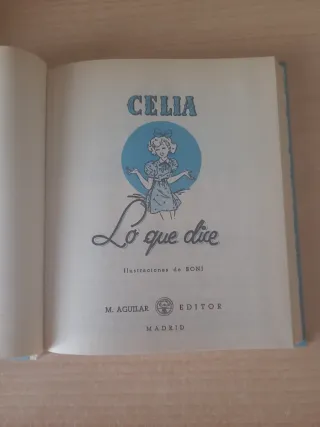 CELIA
Lo que dice
Ilustraciones de BONI
M. AGUILAR EDITOR
MADRID